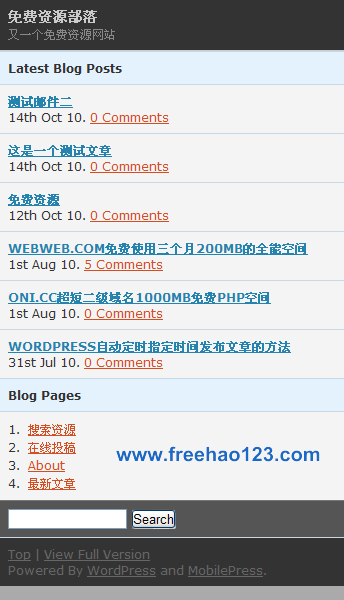 免费资源部落
又一个免费资源网站
Latest Blog Posts
测试邮件二
14th Oct 10. 0 Comments
这是一个测试文章
14th Oct 10. 0 Comments
免费资源
12th Oct 10. 0 Comments
WEBWEB.COM免费使用三个月200MB的全能空间
1st Aug 10. 5 Comments
ONI.CC超短二级域名1000MB免费PHP空间
1st Aug 10. 0 Comments
WORDPRESS自动定时指定时间发布文章的方法
31st Jul 10. 0 Comments
Blog Pages
1. 搜索资源
2. 在线投稿
3. About
4. 最新文章
www.freehao123.com
Search
Top | View Full Version
Powered By WordPress and MobilePress.